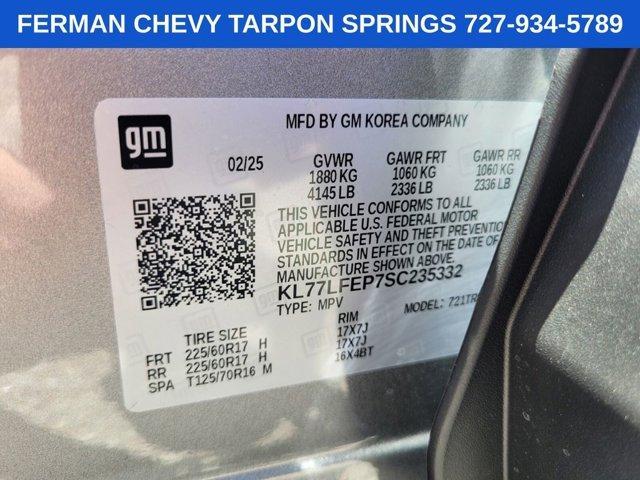 FERMAN CHEVY TARPON SPRINGS 727-934-5789
gm
MFD BY GM KOREA COMPANY
02/25 GVWR GAWR FRT GAWR RR
1880 KG 1060 KG 1060 KG
4145 LB 2336 LB 2336 LB
THIS VEHICLE CONFORMS TO ALL
APPLICABLE U.S. FEDERAL MOTOR
VEHICLE SAFETY AND THEFT PREVENTI
STANDARDS IN EFFECT ON THE DATE OF
MANUFACTURE SHOWN ABOVE.
KL77LFEP7SC235332
TYPE: MPV MODEL: 721TR
TIRE SIZE RIM
FRT 225/60R17 H 17X7J
RR 225/60R17 H 17X7J
SPA T125/70R16 M 16X4BT